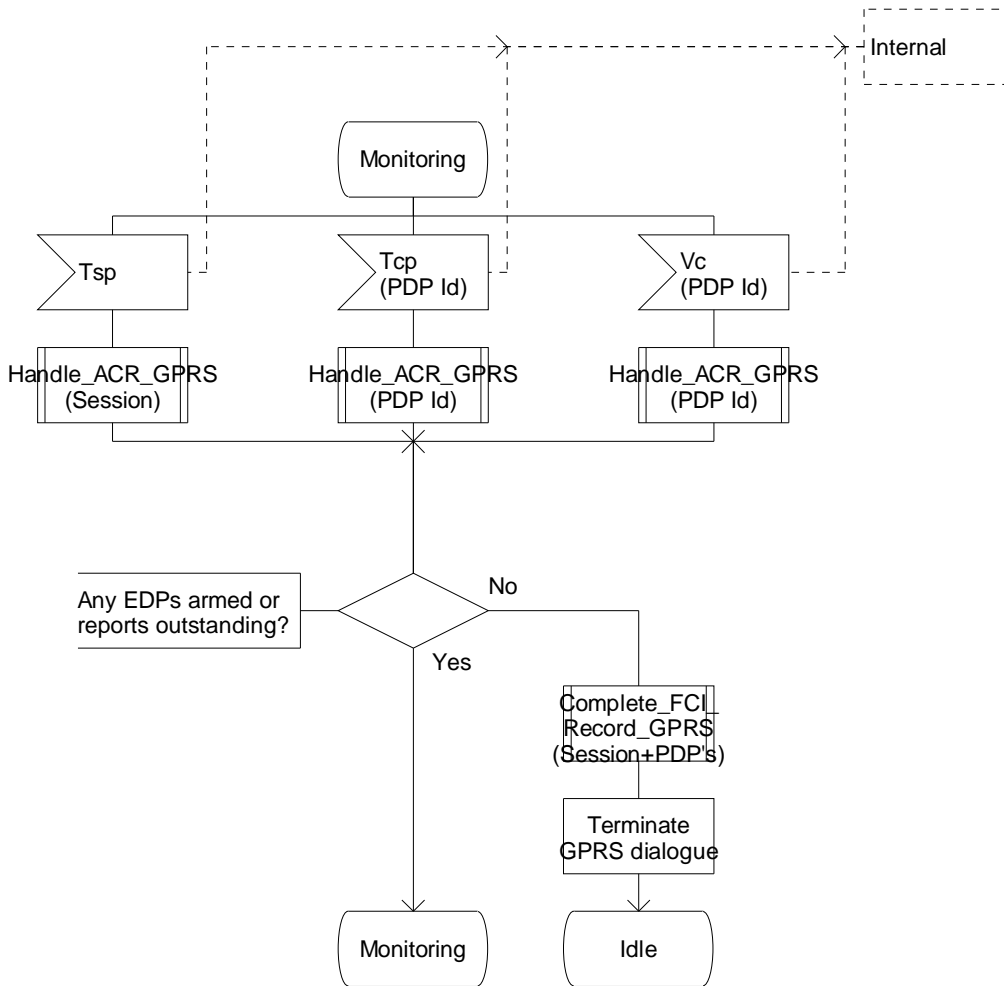 Internal
Monitoring
Tsp
Tcp
(PDP Id)
Vc
(PDP Id)
Handle_ACR_GPRS
(Session)
Handle_ACR_GPRS
(PDP Id)
Handle_ACR_GPRS
(PDP Id)
Any EDPs armed or
reports outstanding?
No
Yes
Complete_FCI_
Record_GPRS
(Session+PDP's)
Terminate
GPRS dialogue
Monitoring
Idle